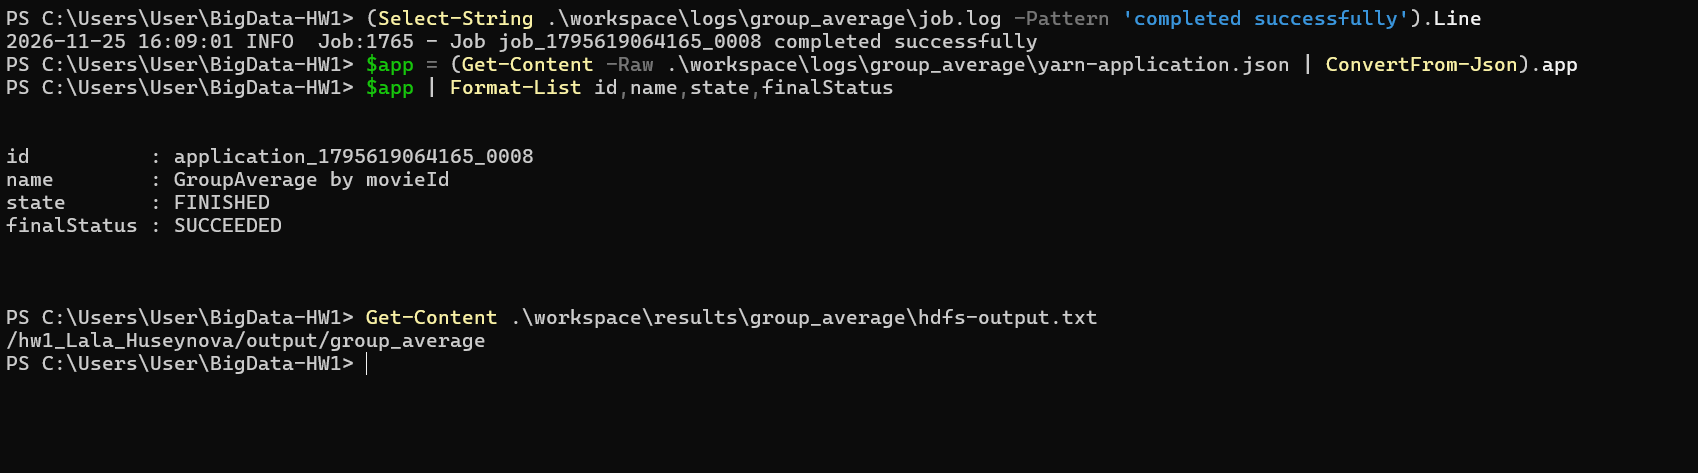 PS C:\Users\User\BigData-HW1> (Select-String .\workspace\logs\group_average\job.log -Pattern 'completed successfully').Line
2026-11-25 16:09:01 INFO  Job:1765 - Job job_1795619064165_0008 completed successfully
PS C:\Users\User\BigData-HW1> $app = (Get-Content -Raw .\workspace\logs\group_average\yarn-application.json | ConvertFrom-Json).app
PS C:\Users\User\BigData-HW1> $app | Format-List id,name,state,finalStatus
id          : application_1795619064165_0008
name        : GroupAverage by movieId
state       : FINISHED
finalStatus : SUCCEEDED
PS C:\Users\User\BigData-HW1> Get-Content .\workspace\results\group_average\hdfs-output.txt
/hw1_Lala_Huseynova/output/group_average
PS C:\Users\User\BigData-HW1>